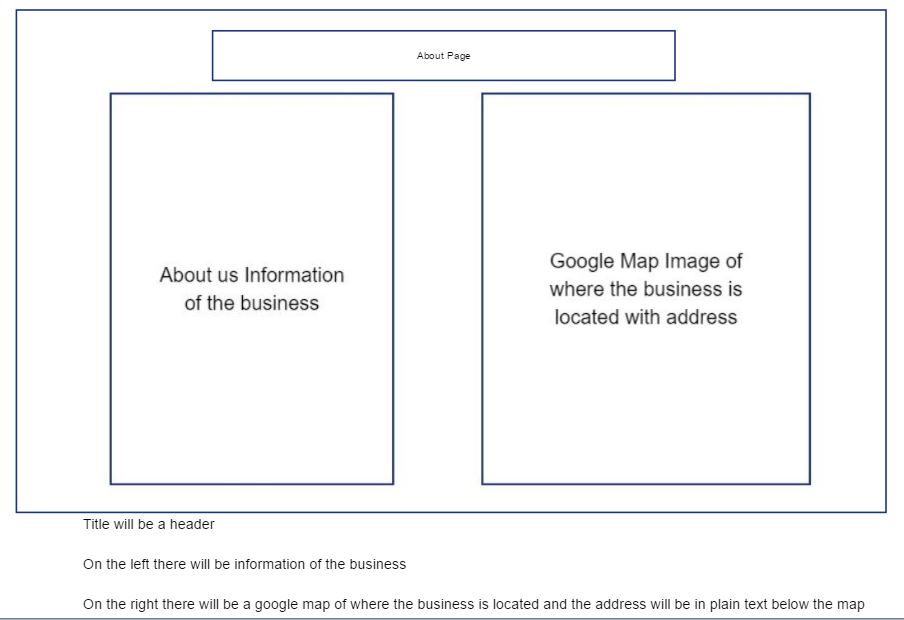 About Page
About us Information
of the business
Google Map Image of
where the business is
located with address
Title will be a header
On the left there will be information of the business
On the right there will be a google map of where the business is located and the address will be in plain text below the map